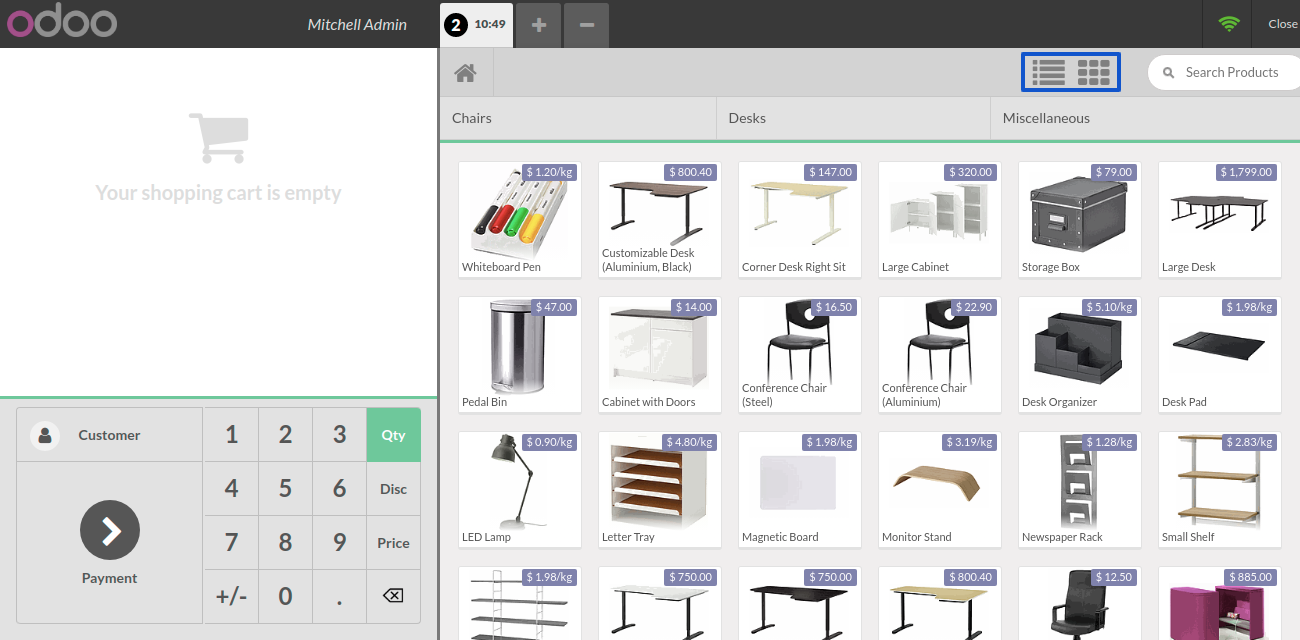 odoo
Mitchell Admin
2 10:49
Close
Search Products
Chairs Desks Miscellaneous
Your shopping cart is empty
$ 1.20/kg
Whiteboard Pen
$ 800.40
Customizable Desk
(Aluminium, Black)
$ 147.00
Corner Desk Right Sit
$ 320.00
Large Cabinet
$ 79.00
Storage Box
$ 1,799.00
Large Desk
$ 47.00
Pedal Bin
$ 14.00
Cabinet with Doors
$ 16.50
Conference Chair
(Steel)
$ 22.90
Conference Chair
(Aluminium)
$ 5.10/kg
Desk Organizer
$ 1.98/kg
Desk Pad
$ 0.90/kg
LED Lamp
$ 4.80/kg
Letter Tray
$ 1.98/kg
Magnetic Board
$ 3.19/kg
Monitor Stand
$ 1.28/kg
Newspaper Rack
$ 2.83/kg
Small Shelf
$ 1.98/kg
$ 750.00
$ 750.00
$ 800.40
$ 12.50
$ 885.00
Customer
Payment
1 2 3 Qty
4 5 6 Disc
7 8 9 Price
+/- 0 .